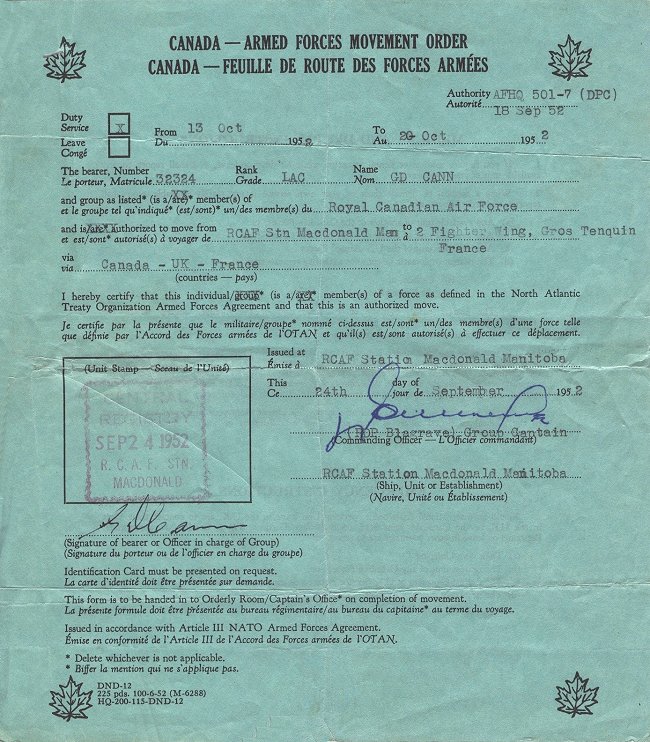 CANADA — ARMED FORCES MOVEMENT ORDER
CANADA — FEUILLE DE ROUTE DES FORCES ARMÉES
Authority AFHQ 501-7 (DPC)
Autorité 18 Sep 52
Duty
Service X
Leave
Congé
From 13 Oct
Du 1952
To 20 Oct
Au 1952
The bearer, Number Rank Name
Le porteur, Matricule 32324 Grade LAC Nom GD CANN
and group as listed* (is a/are)* member(s) of
et le groupe tel qu'indiqué* (est/sont)* un/des membre(s) du Royal Canadian Air Force
and is/are authorized to move from to
et est/sont* autorisé(s) à voyager de RCAF Stn Macdonald Man à 2 Fighter Wing, Gros Tenquin
France
via
via Canada - UK - France
(countries — pays)
I hereby certify that this individual/group* (is a/are)* member(s) of a force as defined in the North Atlantic
Treaty Organization Armed Forces Agreement and that this is an authorized move.
Je certifie par la présente que le militaire/groupe* nommé ci-dessus est/sont* un/des membre(s) d'une force telle
que définie par l'Accord des Forces armées de l'OTAN et qu'il(s) est/sont* autorisé(s) à effectuer ce déplacement.
Issued at
Émise à RCAF Station Macdonald Manitoba
This day of
Ce 24th jour de September 1952
(Unit Stamp — Sceau de l'Unité)
CENTRAL
REGISTRY
SEP 24 1952
R. C. A. F. STN.
MACDONALD
Blagrave) Group Captain
Commanding Officer — L'Officier commandant)
RCAF Station Macdonald Manitoba
(Ship, Unit or Establishment)
(Navire, Unité ou Établissement)
GDCann
(Signature of bearer or Officer in charge of Group)
(Signature du porteur ou de l'officier en charge du groupe)
Identification Card must be presented on request.
La carte d'identité doit être présentée sur demande.
This form is to be handed in to Orderly Room/Captain's Office* on completion of movement.
La présente formule doit être présentée au bureau régimentaire/au bureau du capitaine* au terme du voyage.
Issued in accordance with Article III NATO Armed Forces Agreement.
Émise en conformité de l'Article III de l'Accord des Forces armées de l'OTAN.
* Delete whichever is not applicable.
* Biffer la mention qui ne s'applique pas.
DND-12
225 pds. 100-6-52 (M-6288)
HQ-200-115-DND-12